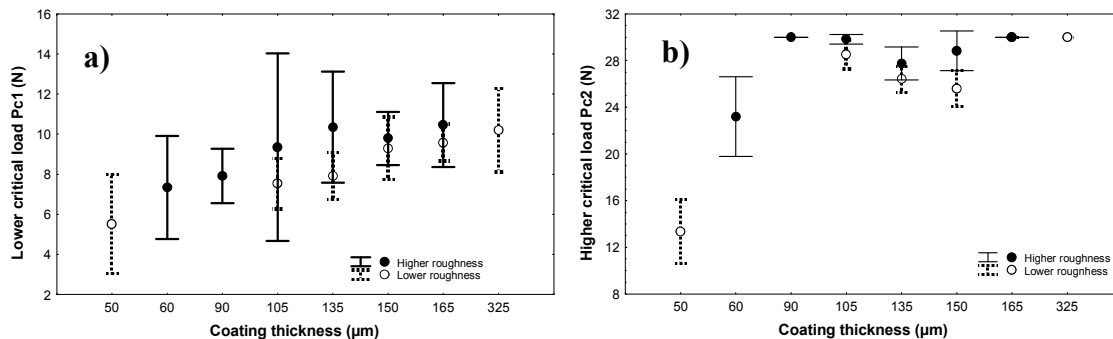 a)
Lower critical load Pc1 (N)
16
14
12
10
8
6
4
2
50 60 90 105 135 150 165 325
Coating thickness (µm)
Higher roughness
Lower roughness
b)
Higher critical load Pc2 (N)
32
28
24
20
16
12
8
50 60 90 105 135 150 165 325
Coating thickness (µm)
Higher roughness
Lower rougnhess